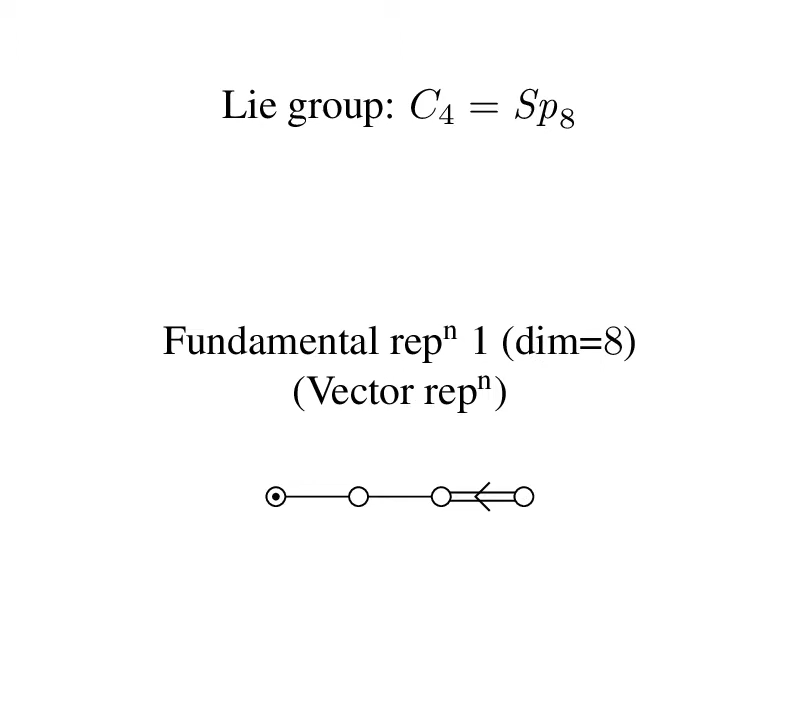 Lie group: C₄ = Sp₈
Fundamental repⁿ 1 (dim=8)
(Vector repⁿ)